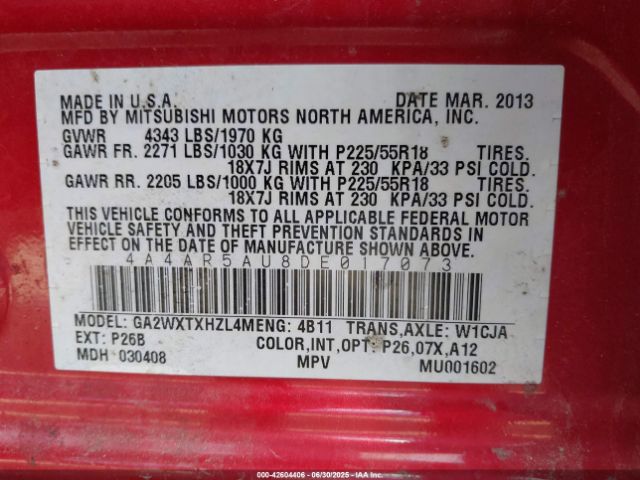 MADE IN U.S.A. DATE MAR. 2013
MFD BY MITSUBISHI MOTORS NORTH AMERICA, INC.
GVWR 4343 LBS/1970 KG
GAWR FR. 2271 LBS/1030 KG WITH P225/55R18 TIRES.
18X7J RIMS AT 230 KPA/33 PSI COLD.
GAWR RR. 2205 LBS/1000 KG WITH P225/55R18 TIRES.
18X7J RIMS AT 230 KPA/33 PSI COLD.
THIS VEHICLE CONFORMS TO ALL APPLICABLE FEDERAL MOTOR
VEHICLE SAFETY AND THEFT PREVENTION STANDARDS IN
EFFECT ON THE DATE OF MANUFACTURE SHOWN ABOVE.
4A4AR5AU8DE017073
MODEL: GA2WXTXHZL4MENG: 4B11 TRANS,AXLE: W1CJA
EXT: P26B COLOR,INT,OPT: P26,07X,A12
MDH 030408 MPV MU001602
000-42604406 - 06/30/2025 - IAA